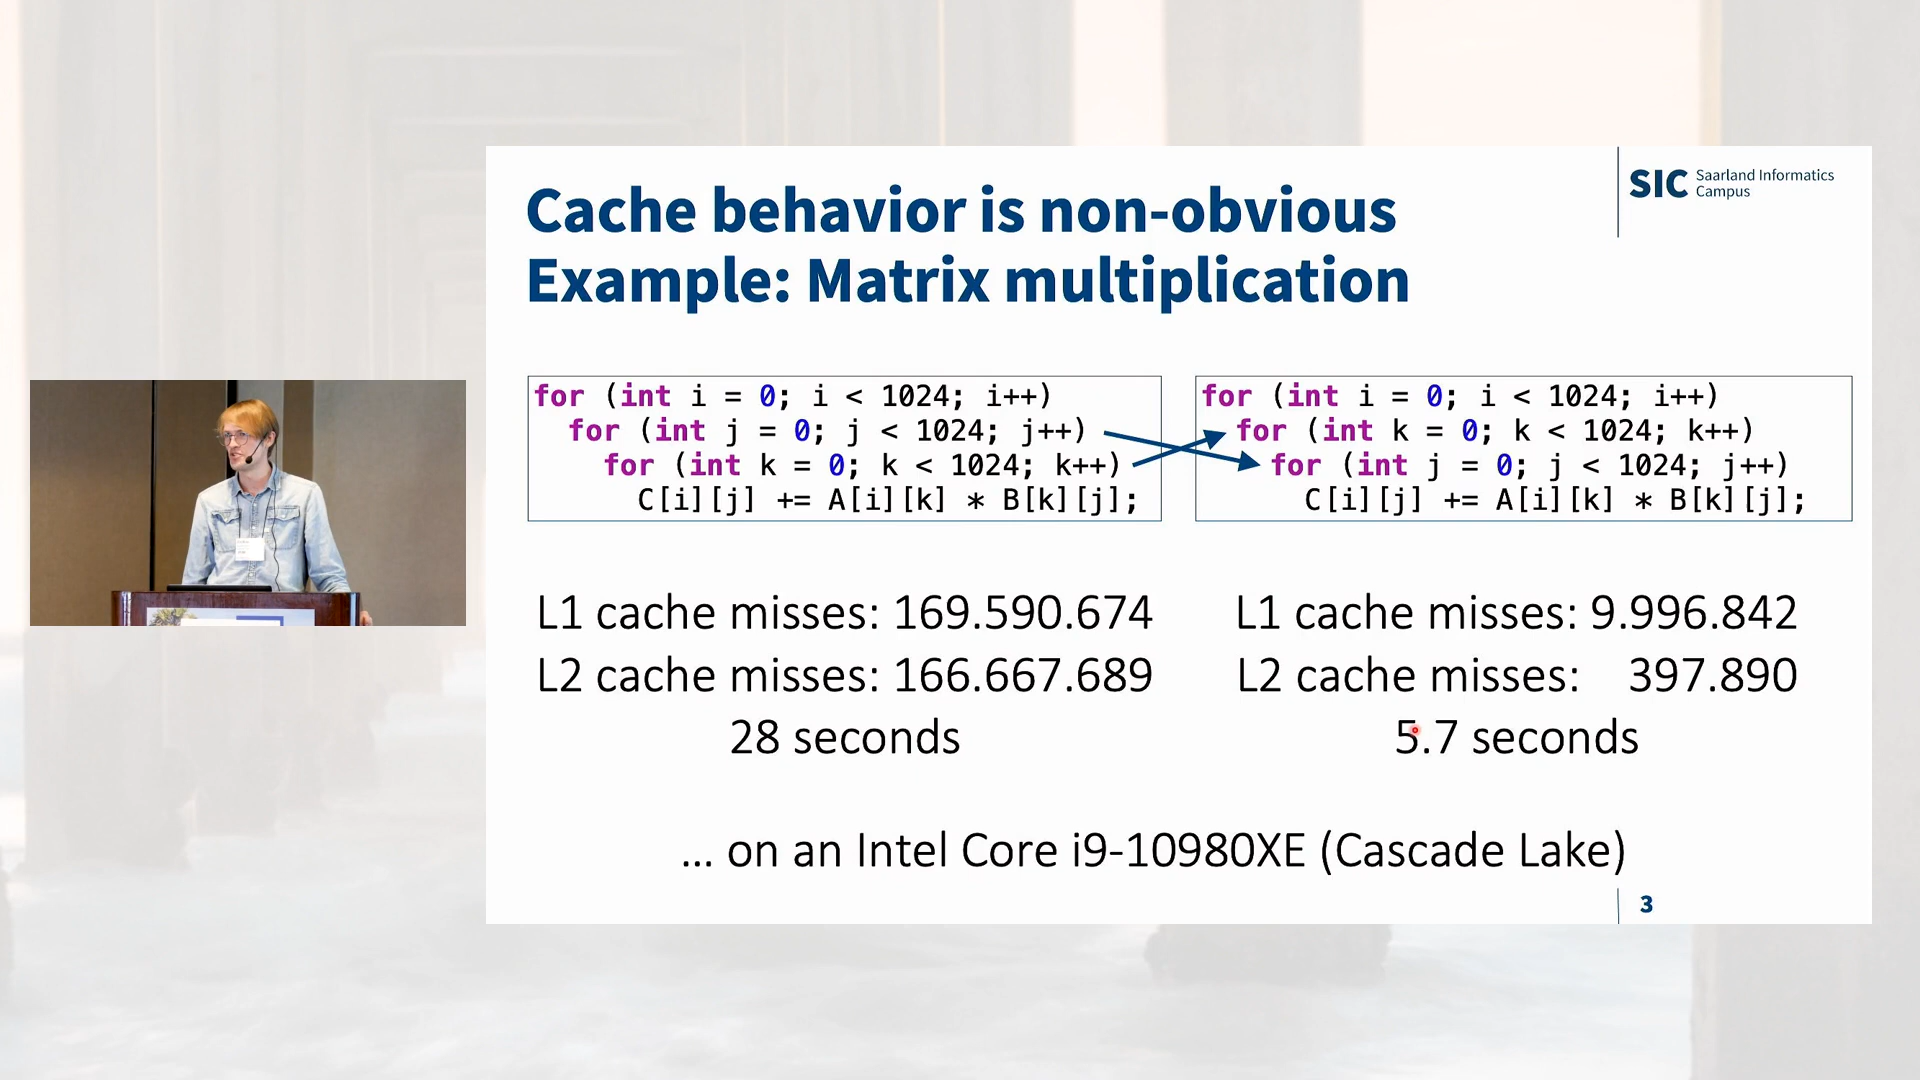 SIC Saarland Informatics
Campus
Cache behavior is non-obvious
Example: Matrix multiplication
for (int i = 0; i < 1024; i++)
for (int j = 0; j < 1024; j++)
for (int k = 0; k < 1024; k++)
C[i][j] += A[i][k] * B[k][j];
for (int i = 0; i < 1024; i++)
for (int k = 0; k < 1024; k++)
for (int j = 0; j < 1024; j++)
C[i][j] += A[i][k] * B[k][j];
L1 cache misses: 169.590.674
L2 cache misses: 166.667.689
28 seconds
L1 cache misses: 9.996.842
L2 cache misses: 397.890
5.7 seconds
... on an Intel Core i9-10980XE (Cascade Lake)
3